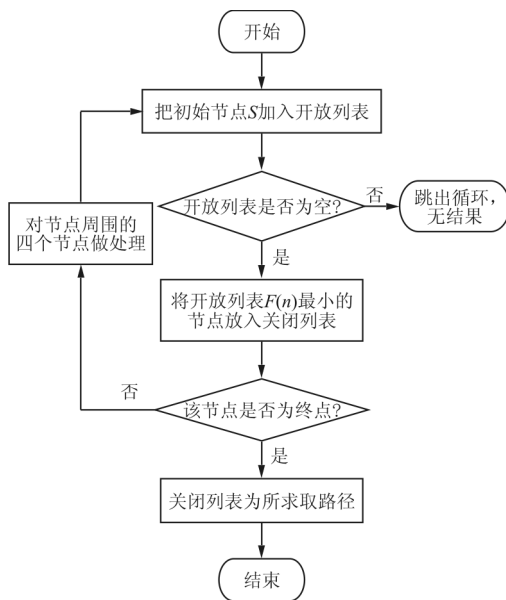 开始
把初始节点S加入开放列表
开放列表是否为空?
否
跳出循环,
无结果
对节点周围的
四个节点做处理
是
将开放列表F(n)最小的
节点放入关闭列表
否
该节点是否为终点?
是
关闭列表为所求取路径
结束